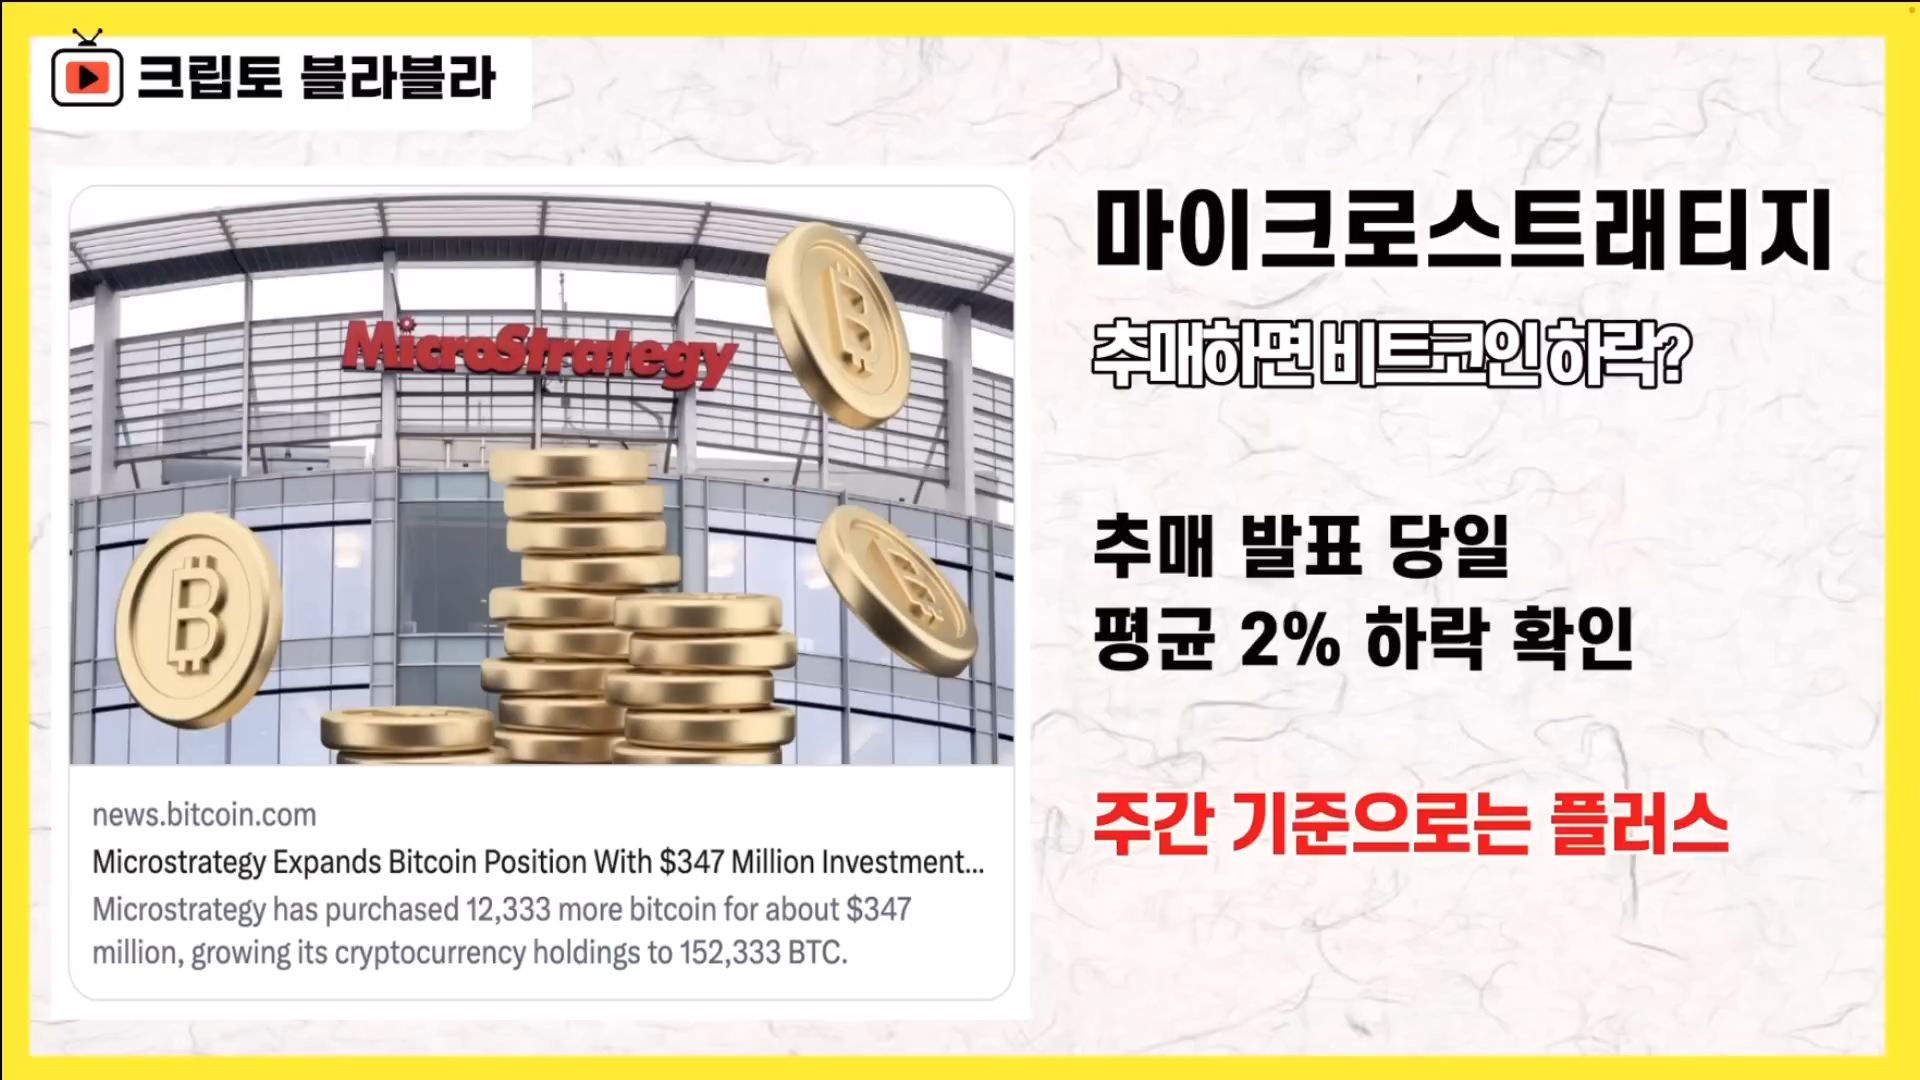 크립토 블라블라
MicroStrategy
news.bitcoin.com
Microstrategy Expands Bitcoin Position With $347 Million Investment...
Microstrategy has purchased 12,333 more bitcoin for about $347
million, growing its cryptocurrency holdings to 152,333 BTC.
마이크로스트래티지
추매하면 비트코인 하락?
추매 발표 당일
평균 2% 하락 확인
주간 기준으로는 플러스